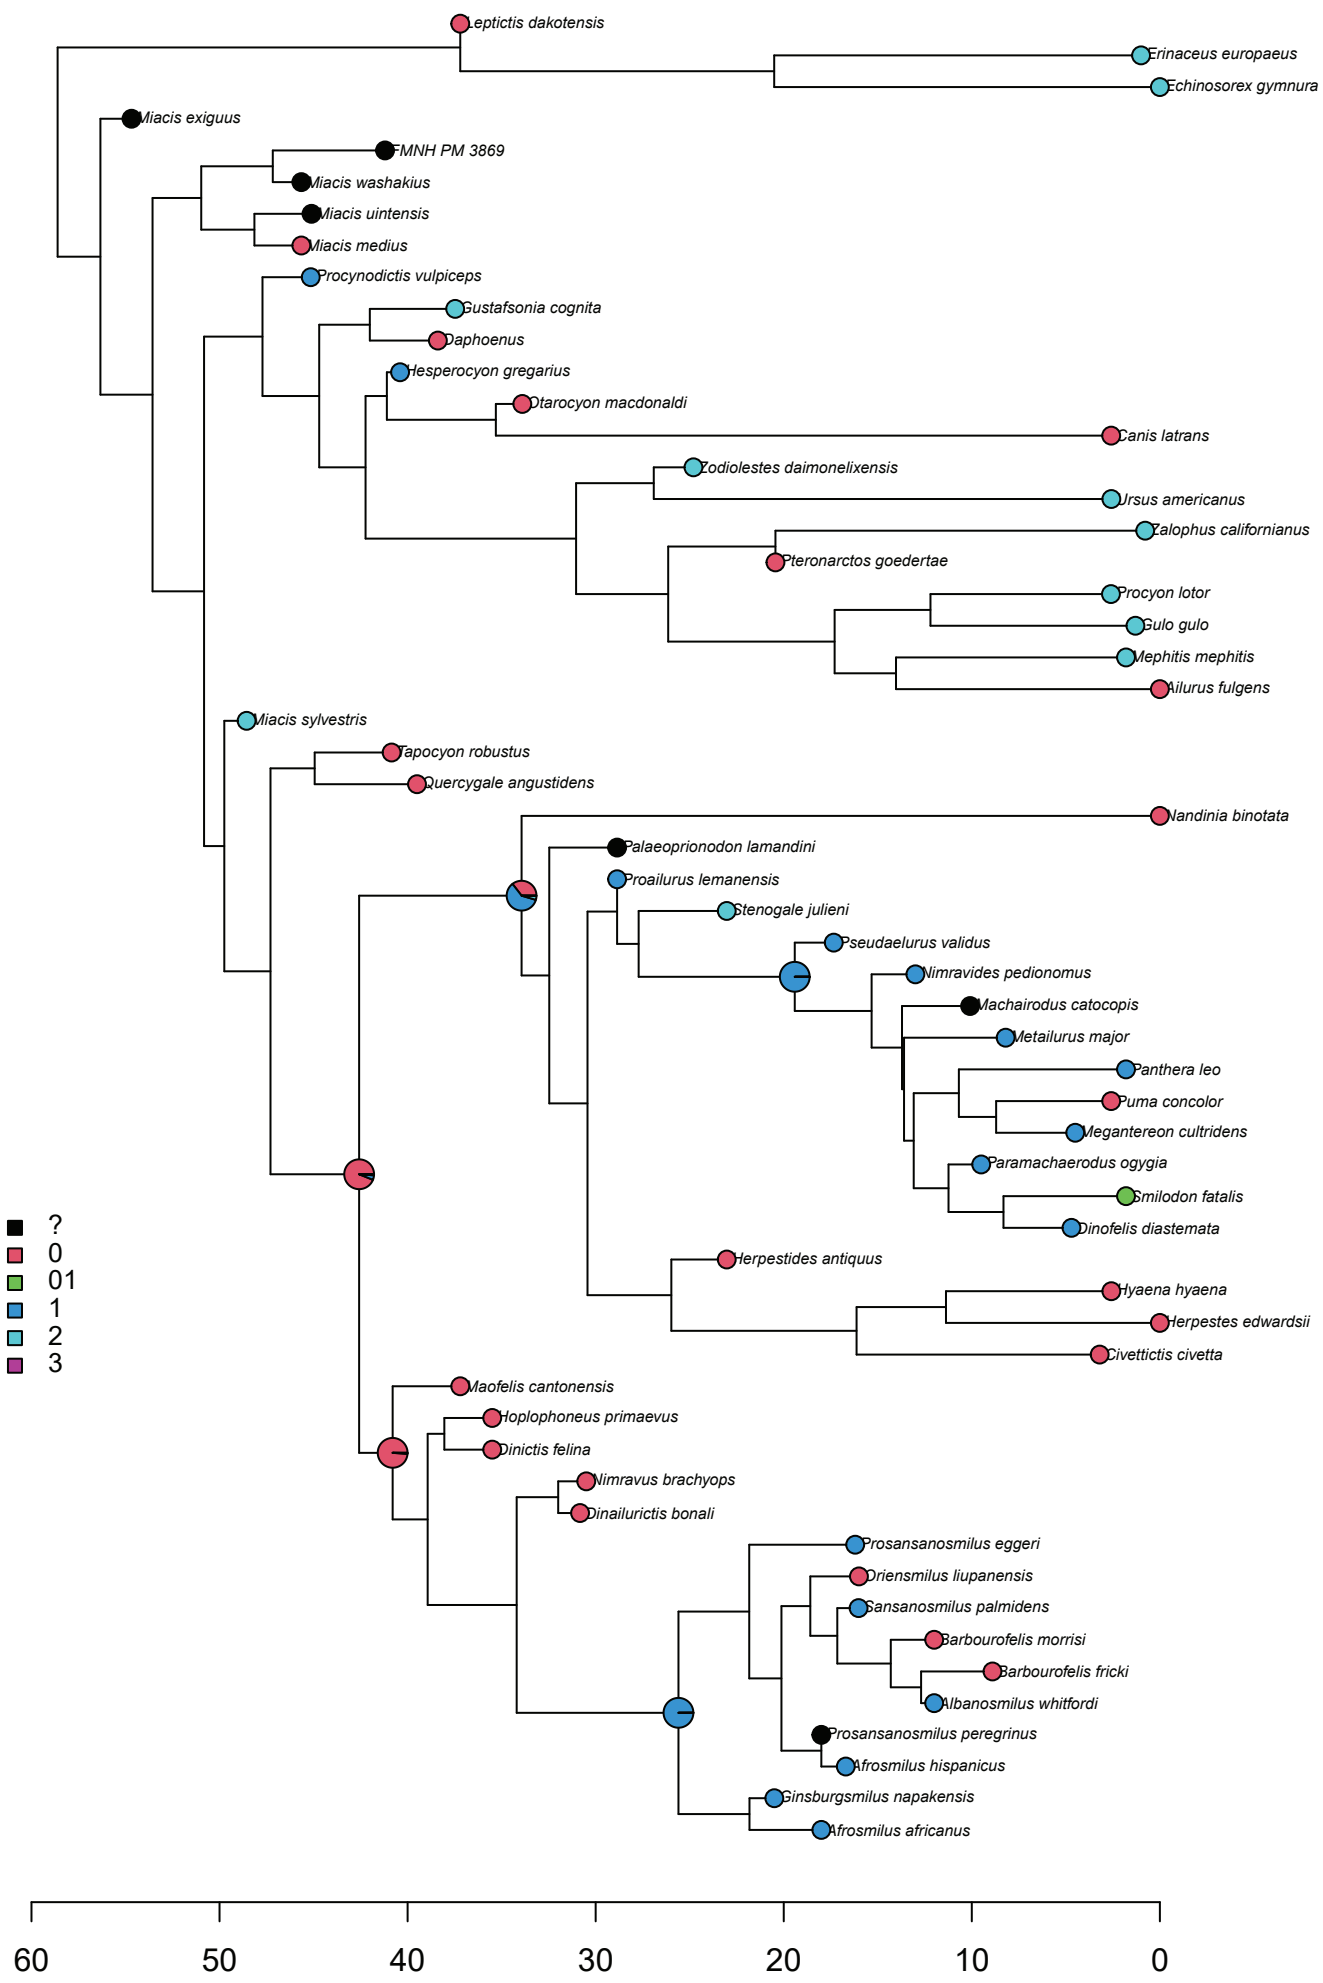 Leptictis dakotensis
Erinaceus europaeus
Echinosorex gymnura
Miacis exiguus
FMNH PM 3869
Miacis washakius
Miacis uintensis
Miacis medius
Procynodictis vulpiceps
Gustafsonia cognita
Daphoenus
Hesperocyon gregarius
Otarocyon macdonaldi
Canis latrans
Zodiolestes daimonelixensis
Ursus americanus
Zalophus californianus
Pteronarctos goedertae
Procyon lotor
Gulo gulo
Mephitis mephitis
Ailurus fulgens
Miacis sylvestris
Tapocyon robustus
Quercygale angustidens
Nandinia binotata
Palaeoprionodon lamandini
Proailurus lemanensis
Stenogale julieni
Pseudaelurus validus
Nimravides pedionomus
Machairodus catocopis
Metailurus major
Panthera leo
Puma concolor
Megantereon cultridens
Paramachaerodus ogygia
Smilodon fatalis
Dinofelis diastemata
Herpestides antiquus
Hyaena hyaena
Herpestes edwardsii
Civettictis civetta
Maofelis cantonensis
Hoplophoneus primaevus
Dinictis felina
Nimravus brachyops
Dinailurictis bonali
Prosansanosmilus eggeri
Oriensmilus liupanensis
Sansanosmilus palmidens
Barbourofelis morrisi
Barbourofelis fricki
Albanosmilus whitfordi
Prosansanosmilus peregrinus
Afrosmilus hispanicus
Ginsburgsmilus napakensis
Afrosmilus africanus
?
0
01
1
2
3
60 50 40 30 20 10 0